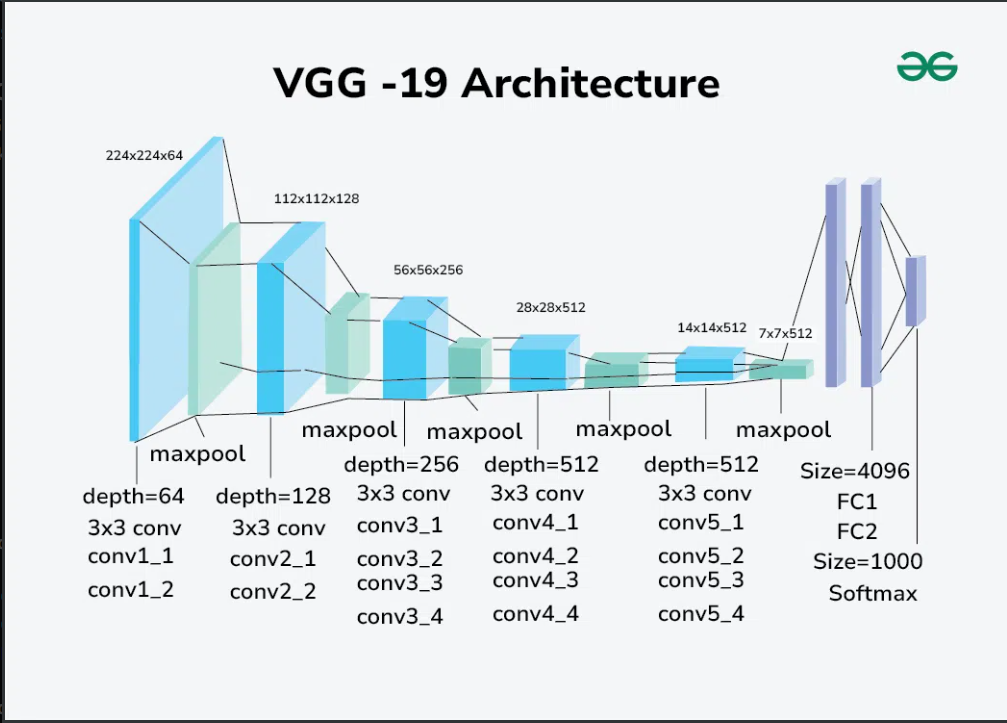 VGG -19 Architecture
224x224x64
112x112x128
56x56x256
28x28x512
14x14x512
7x7x512
maxpool
maxpool
maxpool
maxpool
maxpool
depth=64
3x3 conv
conv1_1
conv1_2
depth=128
3x3 conv
conv2_1
conv2_2
depth=256
3x3 conv
conv3_1
conv3_2
conv3_3
conv3_4
depth=512
3x3 conv
conv4_1
conv4_2
conv4_3
conv4_4
depth=512
3x3 conv
conv5_1
conv5_2
conv5_3
conv5_4
Size=4096
FC1
FC2
Size=1000
Softmax